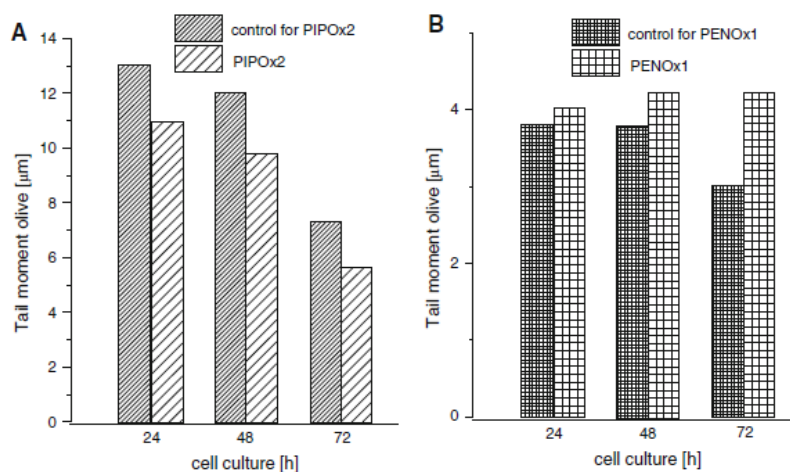 A
control for PIPOx2
PIPOx2
14
12
10
8
6
4
2
0
Tail moment olive [μm]
24 48 72
cell culture [h]
B
control for PENOx1
PENOx1
4
2
0
Tail moment olive [μm]
24 48 72
cell culture [h]